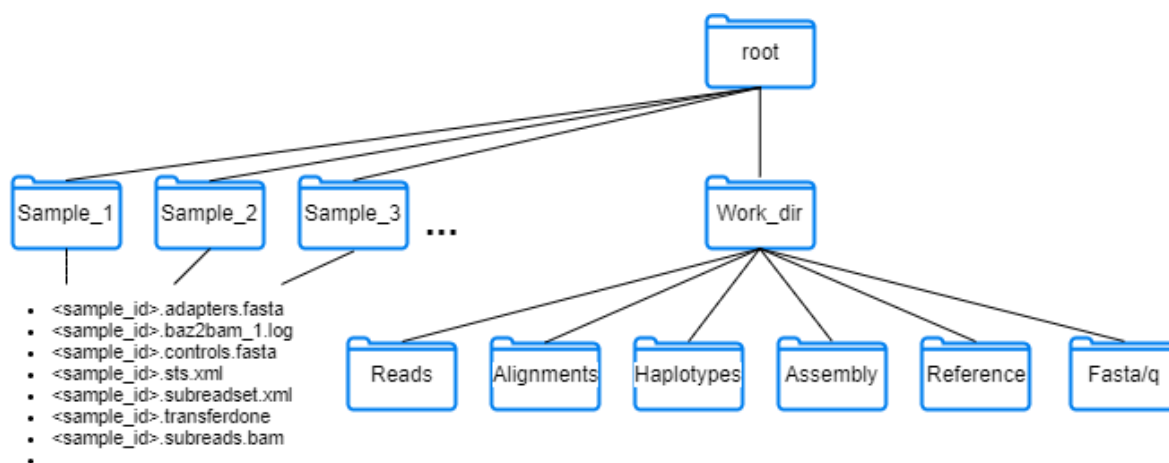 root
Sample_1
Sample_2
Sample_3
...
Work_dir
<sample_id>.adapters.fasta
<sample_id>.baz2bam_1.log
<sample_id>.controls.fasta
<sample_id>.sts.xml
<sample_id>.subreadset.xml
<sample_id>.transferdone
<sample_id>.subreads.bam
Reads
Alignments
Haplotypes
Assembly
Reference
Fasta/q